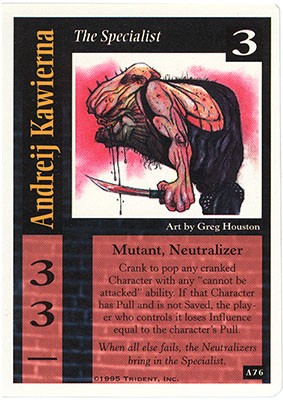 The Specialist
3
Andreij Kawierna
Art by Greg Houston
3
3
—
Mutant, Neutralizer
Crank to pop any cranked
Character with any "cannot be
attacked" ability. If that Character
has Pull and is not Saved, the play-
er who controls it loses Influence
equal to the character's Pull.
When all else fails, the Neutralizers
bring in the Specialist.
©1995 TRIDENT, INC.
A76